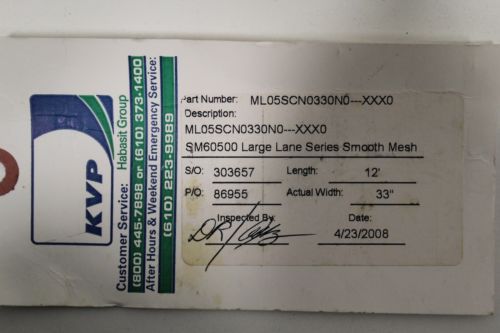 KVP
Habasit Group
Customer Service:
(800) 445-7898 or (610) 373-1400
After Hours & Weekend Emergency Service:
(610) 223-9989
Part Number: ML05SCN0330N0---XXX0
Description:
ML05SCN0330N0---XXX0
SM60500 Large Lane Series Smooth Mesh
S/O: 303657 Length: 12'
P/O: 86955 Actual Width: 33"
Inspected By: Date:
4/23/2008